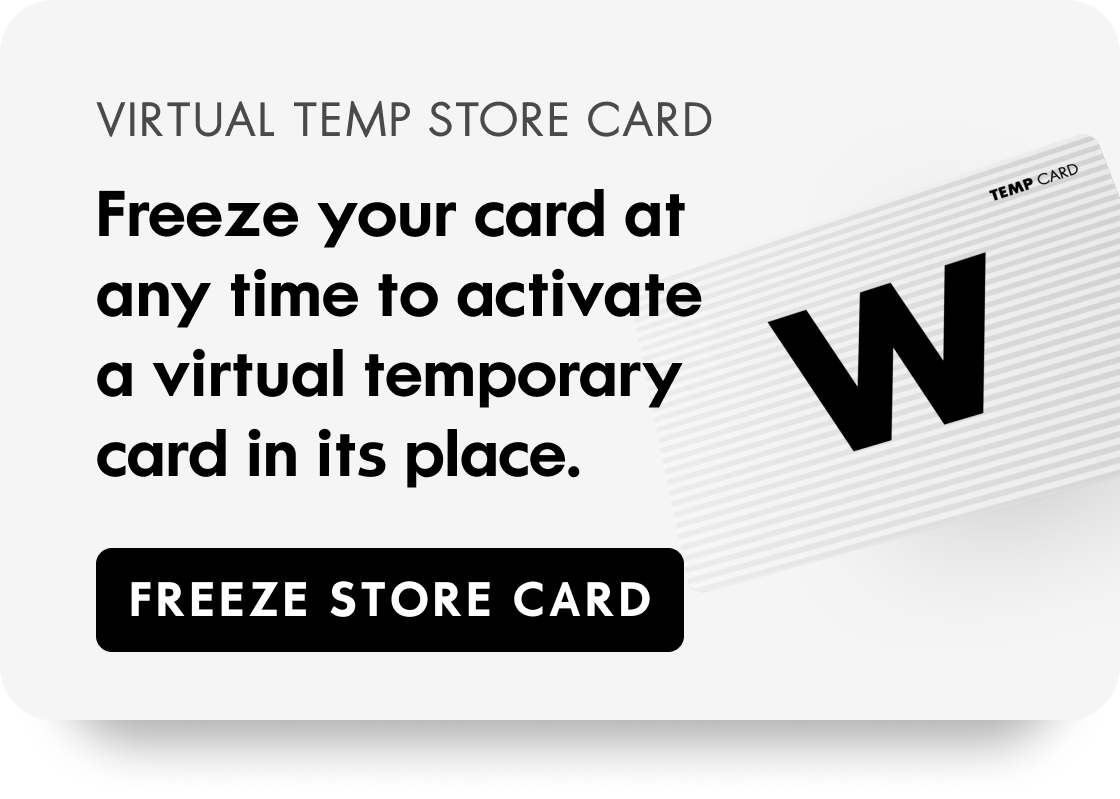 VIRTUAL TEMP STORE CARD
Freeze your card at
any time to activate
a virtual temporary
card in its place.
FREEZE STORE CARD
TEMP CARD
W